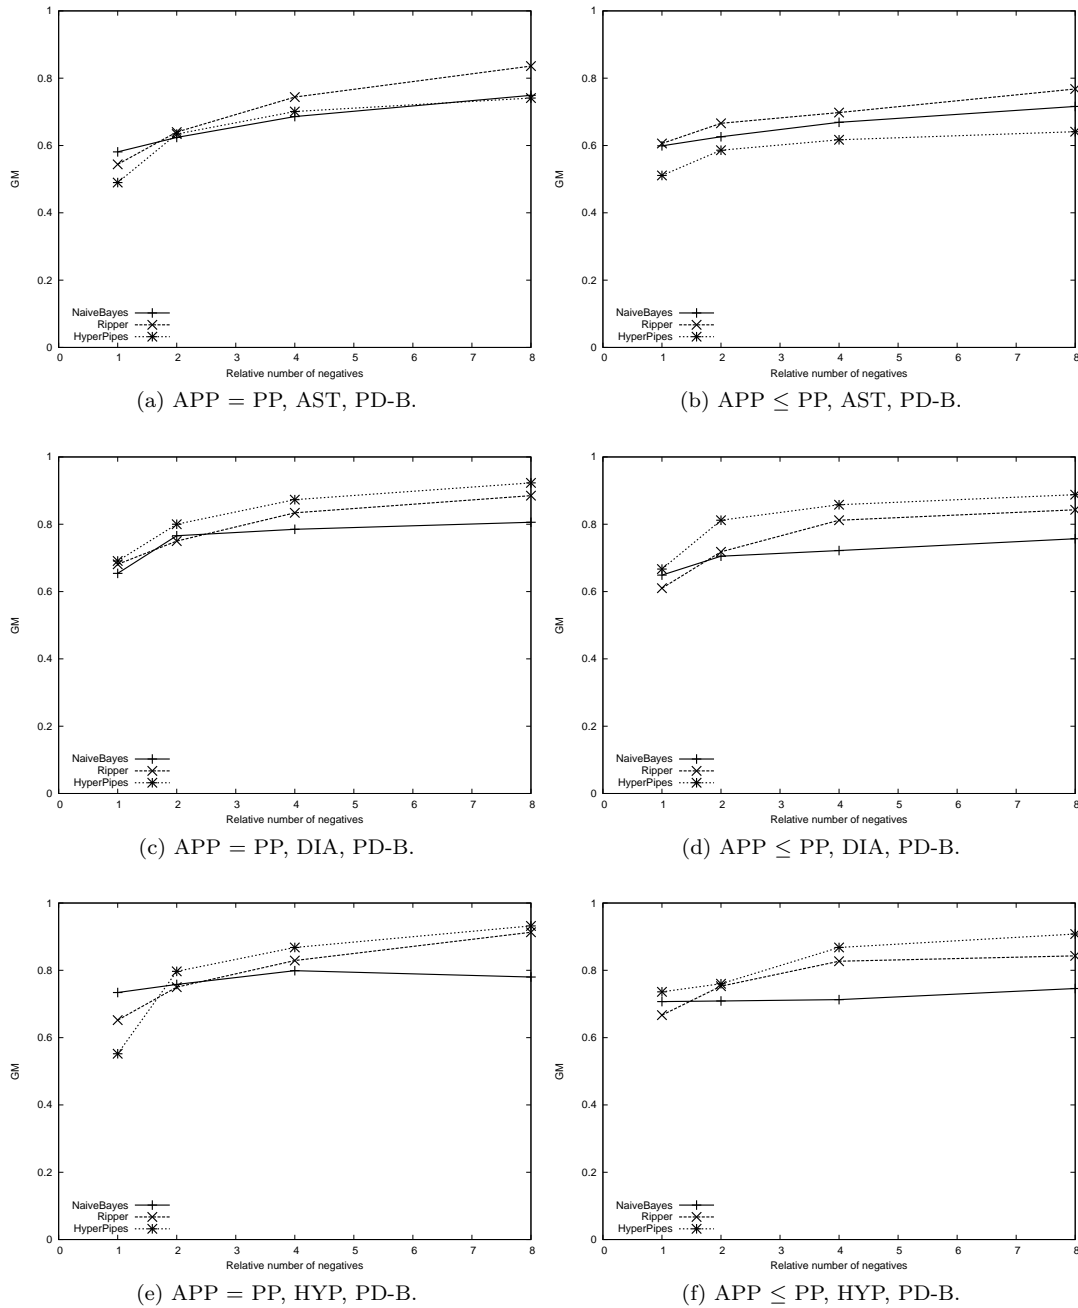 1
0.8
0.6
GM
0.4
0.2
0
NaiveBayes
Ripper
HyperPipes
0 1 2 3 4 5 6 7 8
Relative number of negatives
(a) APP = PP, AST, PD-B.
1
0.8
0.6
GM
0.4
0.2
0
NaiveBayes
Ripper
HyperPipes
0 1 2 3 4 5 6 7 8
Relative number of negatives
(b) APP ≤ PP, AST, PD-B.
1
0.8
0.6
GM
0.4
0.2
0
NaiveBayes
Ripper
HyperPipes
0 1 2 3 4 5 6 7 8
Relative number of negatives
(c) APP = PP, DIA, PD-B.
1
0.8
0.6
GM
0.4
0.2
0
NaiveBayes
Ripper
HyperPipes
0 1 2 3 4 5 6 7 8
Relative number of negatives
(d) APP ≤ PP, DIA, PD-B.
1
0.8
0.6
GM
0.4
0.2
0
NaiveBayes
Ripper
HyperPipes
0 1 2 3 4 5 6 7 8
Relative number of negatives
(e) APP = PP, HYP, PD-B.
1
0.8
0.6
GM
0.4
0.2
0
NaiveBayes
Ripper
HyperPipes
0 1 2 3 4 5 6 7 8
Relative number of negatives
(f) APP ≤ PP, HYP, PD-B.